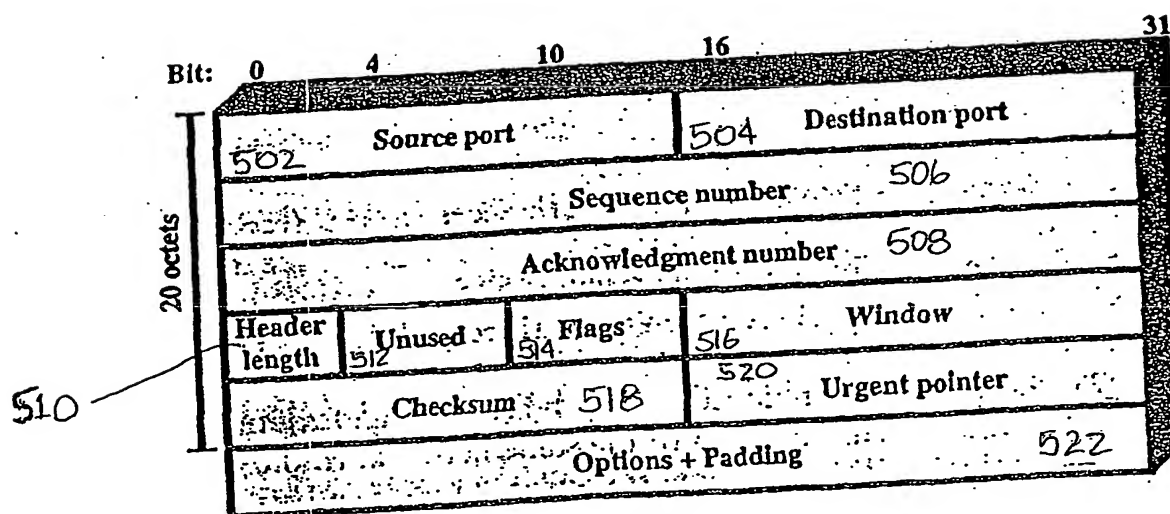 Bit: 0 4 10 16 31
Source port 502 Destination port 504
Sequence number 506
Acknowledgment number 508
Header length Unused 512 Flags 514 Window 516
510
Checksum 518 Urgent pointer 520
Options + Padding 522
20 octets